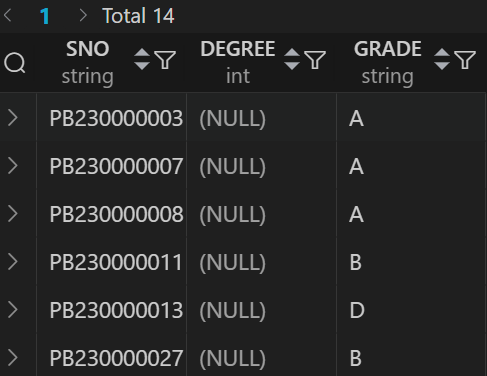 1 Total 14
SNO DEGREE GRADE
string int string
PB230000003 (NULL) A
PB230000007 (NULL) A
PB230000008 (NULL) A
PB230000011 (NULL) B
PB230000013 (NULL) D
PB230000027 (NULL) B